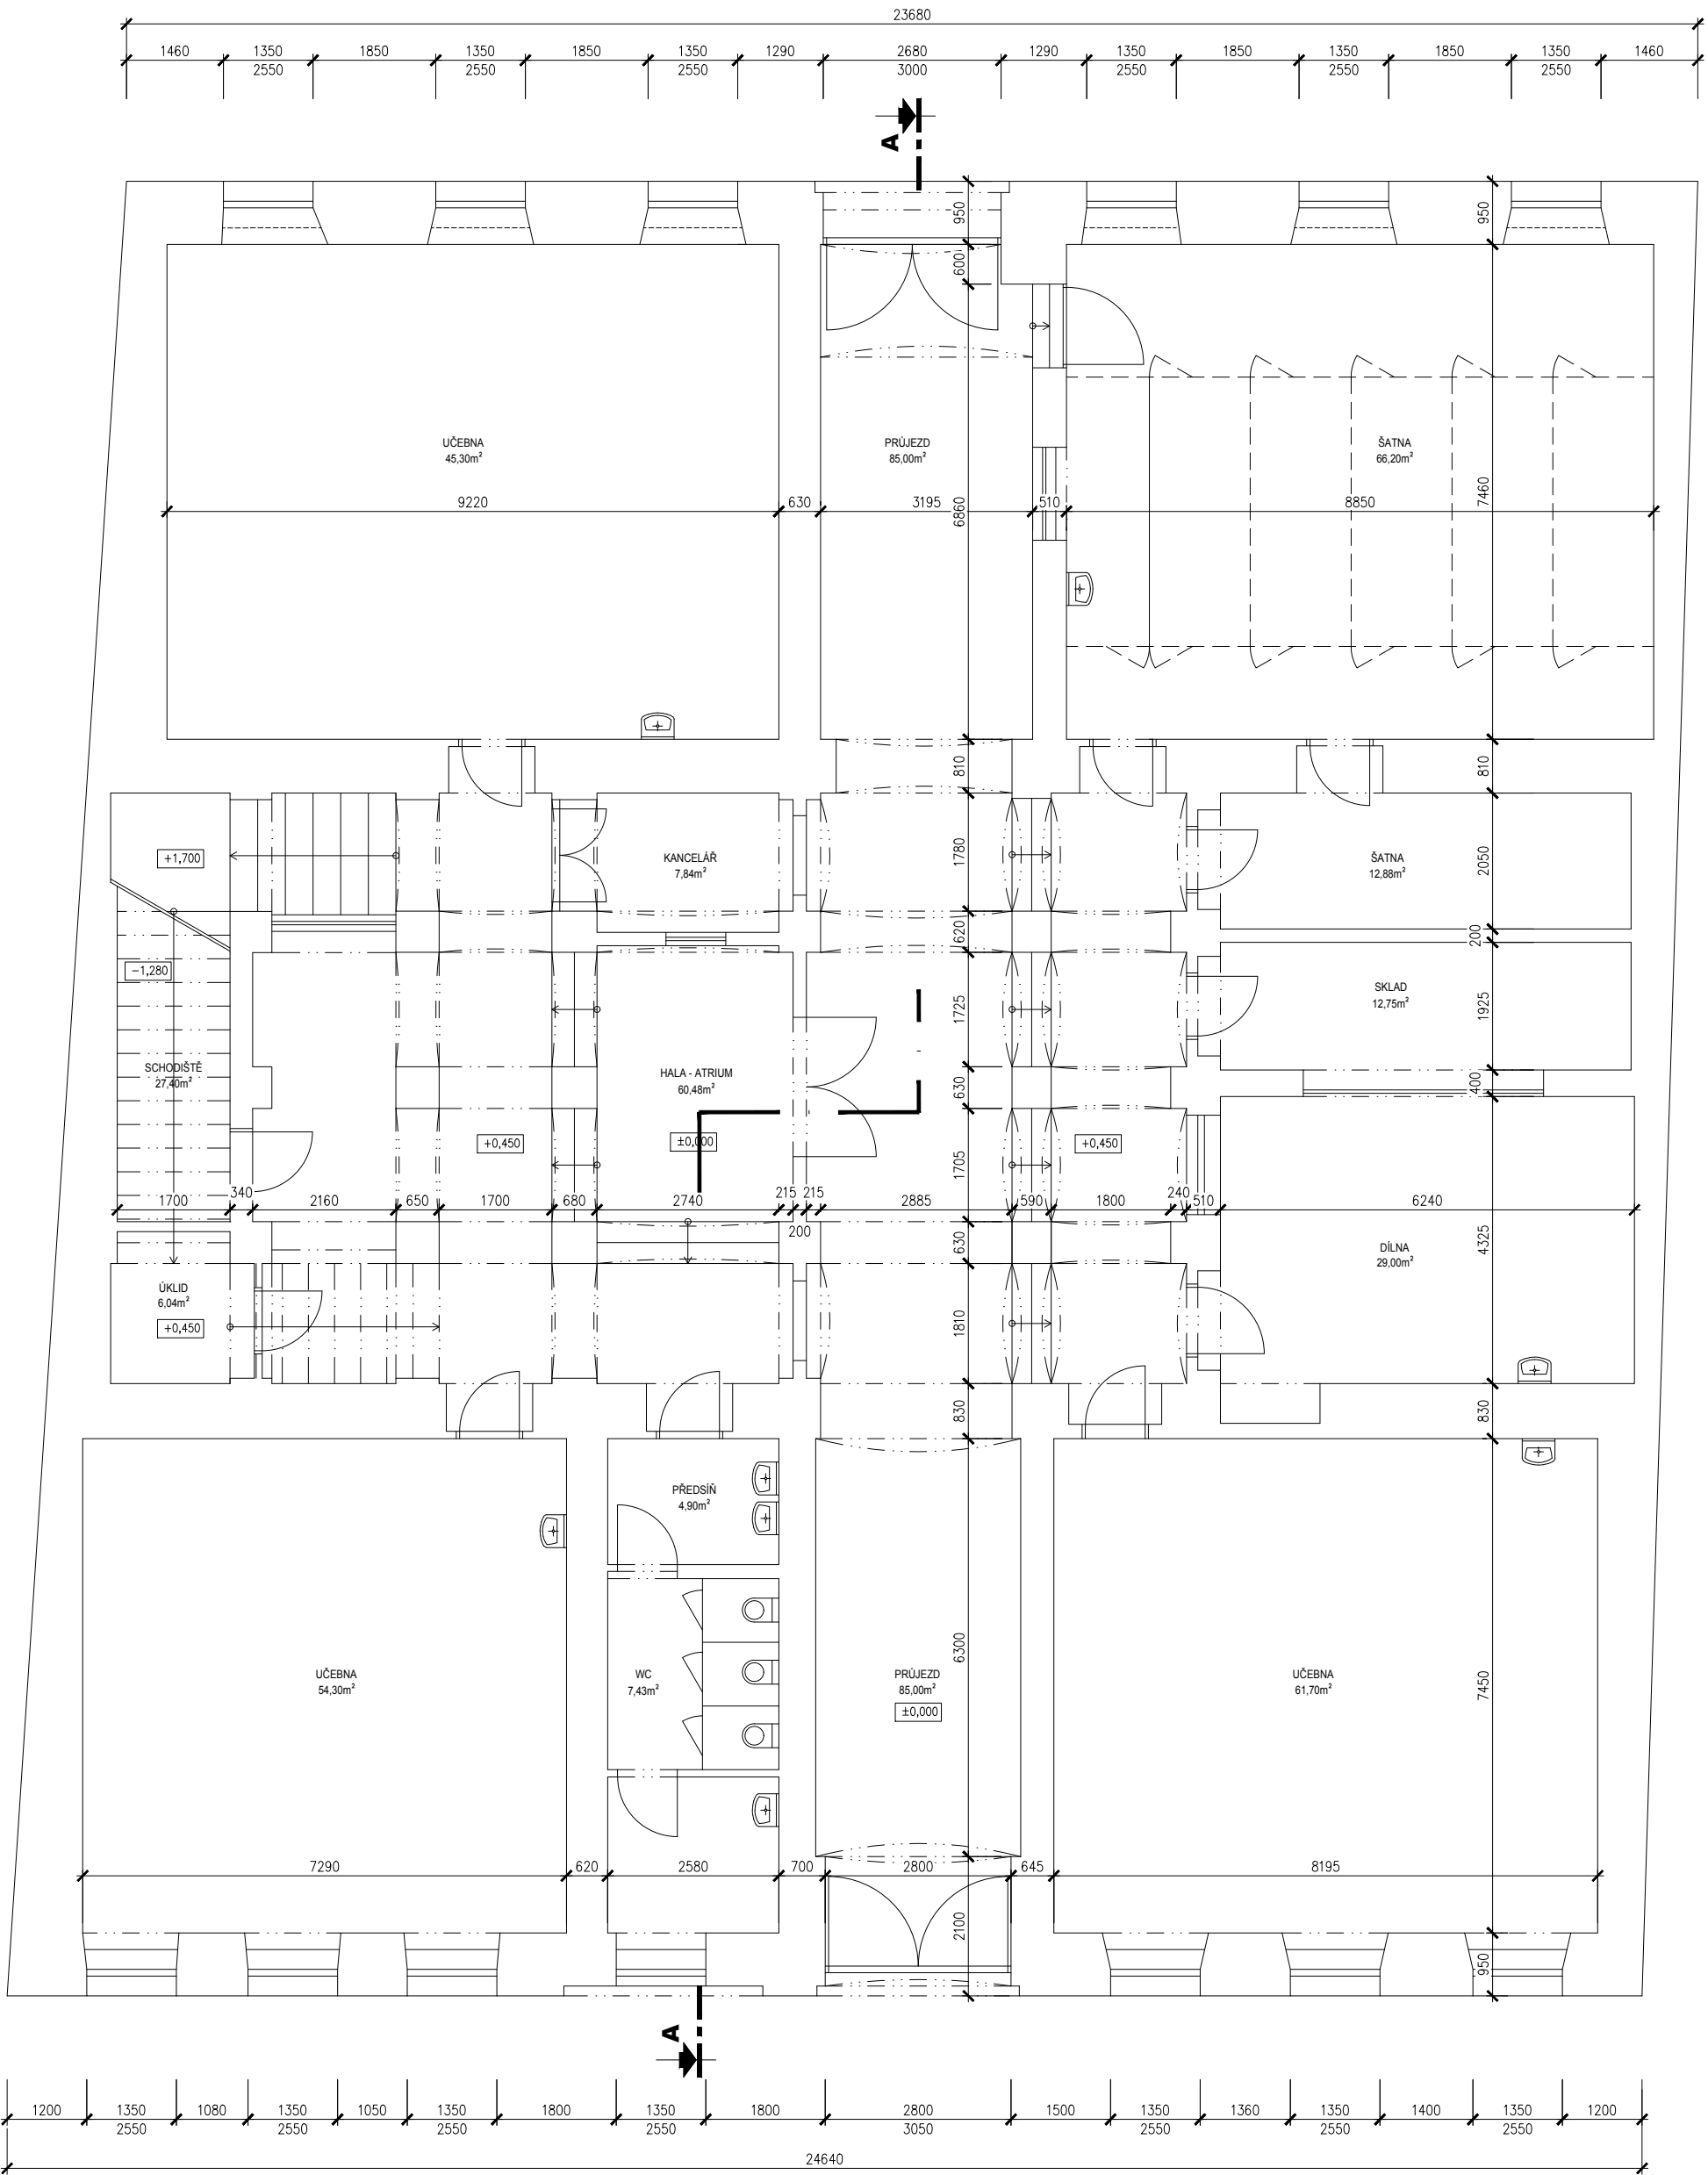 23680
1460 1350 1850 1350 1850 1350 1290 2680 1290 1350 1850 1350 1850 1350 1460
2550 2550 2550 3000 2550 2550 2550
A
950 950
600
UČEBNA
45,30m²
PRŮJEZD
85,00m²
ŠATNA
66,20m²
9220 630 3195 510 8850
6860 7460
810 810
+1,700
KANCELÁŘ
7,84m²
1780
ŠATNA
12,88m²
2050
620 200
-1,280
SKLAD
12,75m²
1725 1925
SCHODIŠTĚ
27,40m²
HALA - ATRIUM
60,48m²
630 400
+0,450
±0,000
+0,450
1705
1700 340 2160 650 1700 680 2740 215 215 2885 590 1800 240 510 6240
200
630 4325
DÍLNA
29,00m²
ÚKLID
6,04m²
+0,450
1810
830 830
PŘEDSÍŇ
4,90m²
6300 7450
UČEBNA
54,30m²
WC
7,43m²
PRŮJEZD
85,00m²
±0,000
UČEBNA
61,70m²
7290 620 2580 700 2800 645 8195
2100 950
A
1200 1350 1080 1350 1050 1350 1800 1350 1800 2800 1500 1350 1360 1350 1400 1350 1200
2550 2550 2550 2550 3050 2550 2550 2550
24640